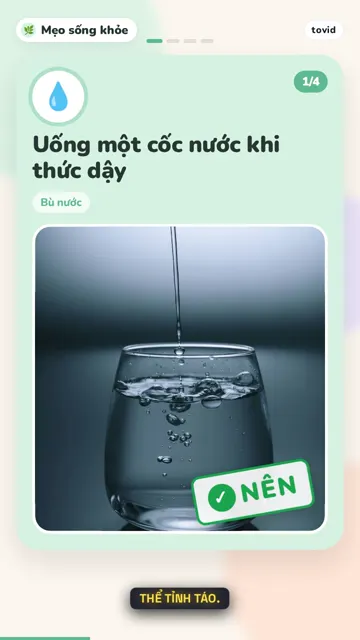 Mẹo sống khỏe
tovid
1/4
Uống một cốc nước khi
thức dậy
Bù nước
NÊN
THỂ TỈNH TÁO.